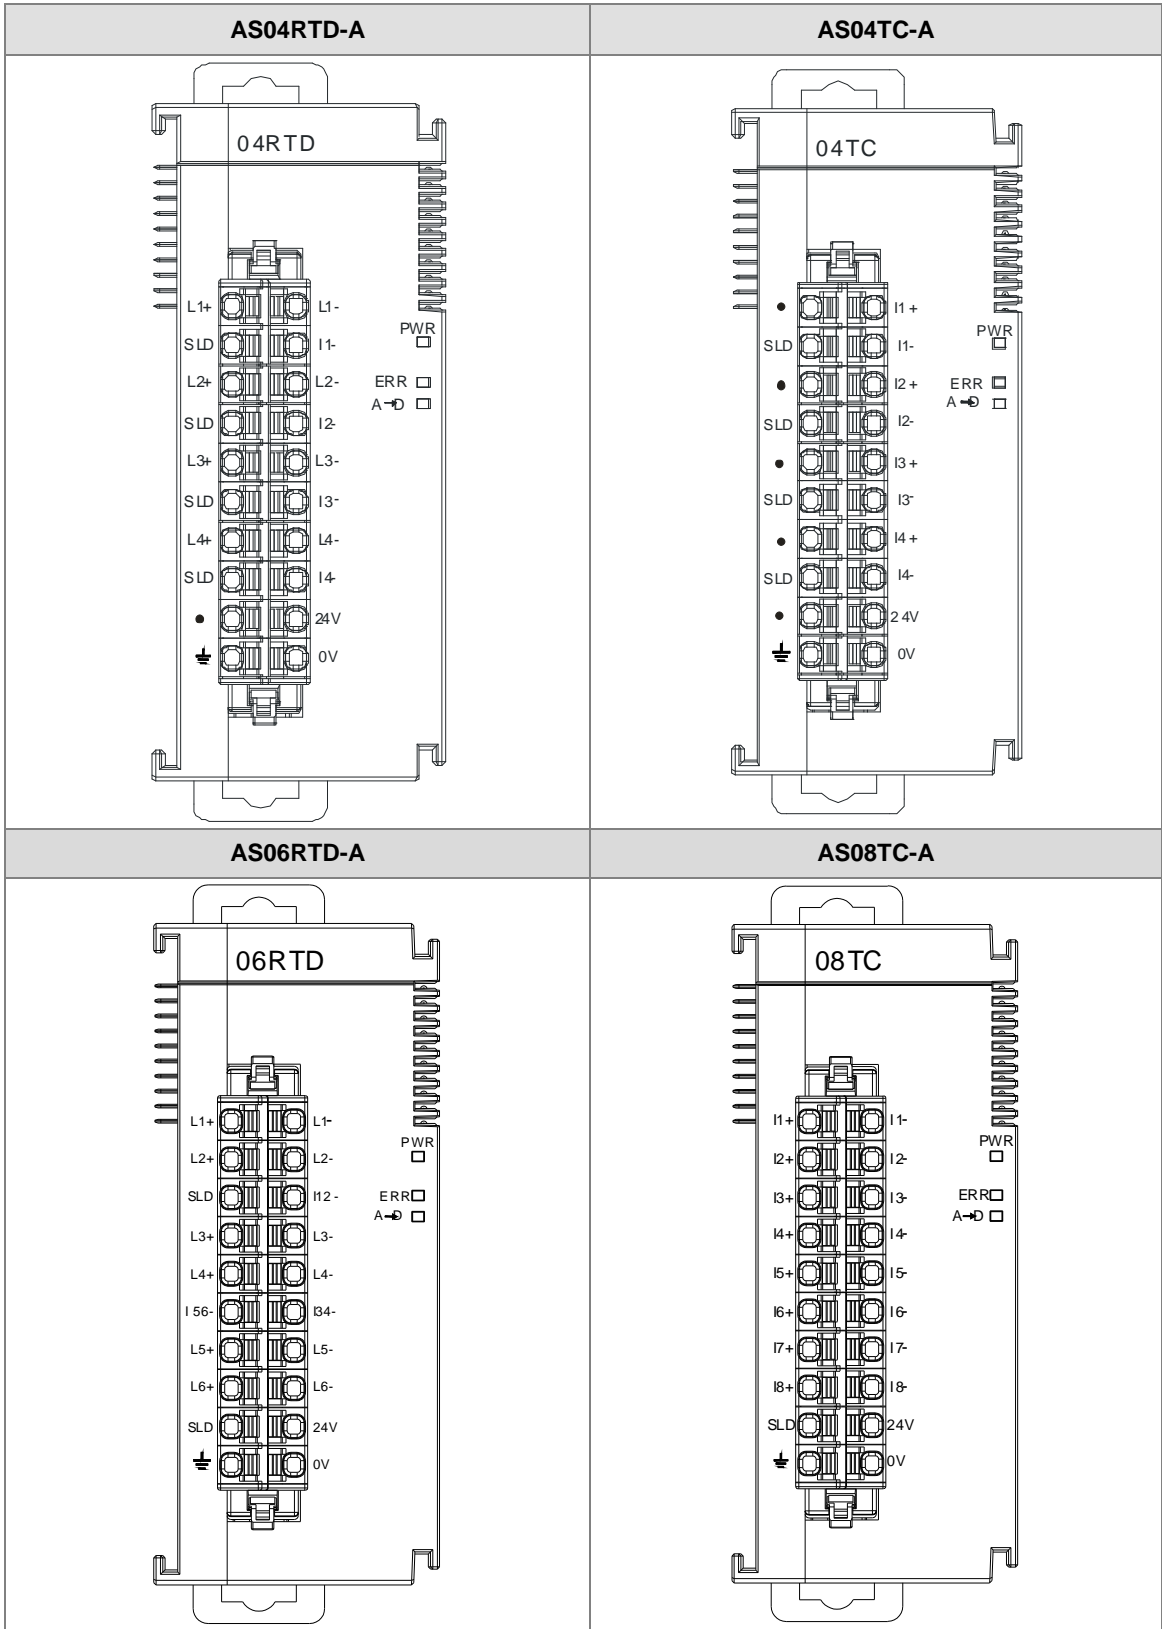 AS04RTD-A AS04TC-A
04RTD
L1+ L1-
PWR
SLD I1-
L2+ L2- ERR
A→D
SLD I2-
L3+ L3-
SLD I3-
L4+ L4-
SLD I4-
• 24V
0V
04TC
• I1+
PWR
SLD I1-
• I2+ ERR
A→D
SLD I2-
• I3+
SLD I3-
• I4+
SLD I4-
• 24V
0V
AS06RTD-A AS08TC-A
06RTD
L1+ L1-
PWR
L2+ L2-
SLD I12- ERR
A→D
L3+ L3-
L4+ L4-
I56- I34-
L5+ L5-
L6+ L6-
SLD 24V
0V
08TC
I1+ I1-
PWR
I2+ I2-
I3+ I3- ERR
A→D
I4+ I4-
I5+ I5-
I6+ I6-
I7+ I7-
I8+ I8-
SLD 24V
0V